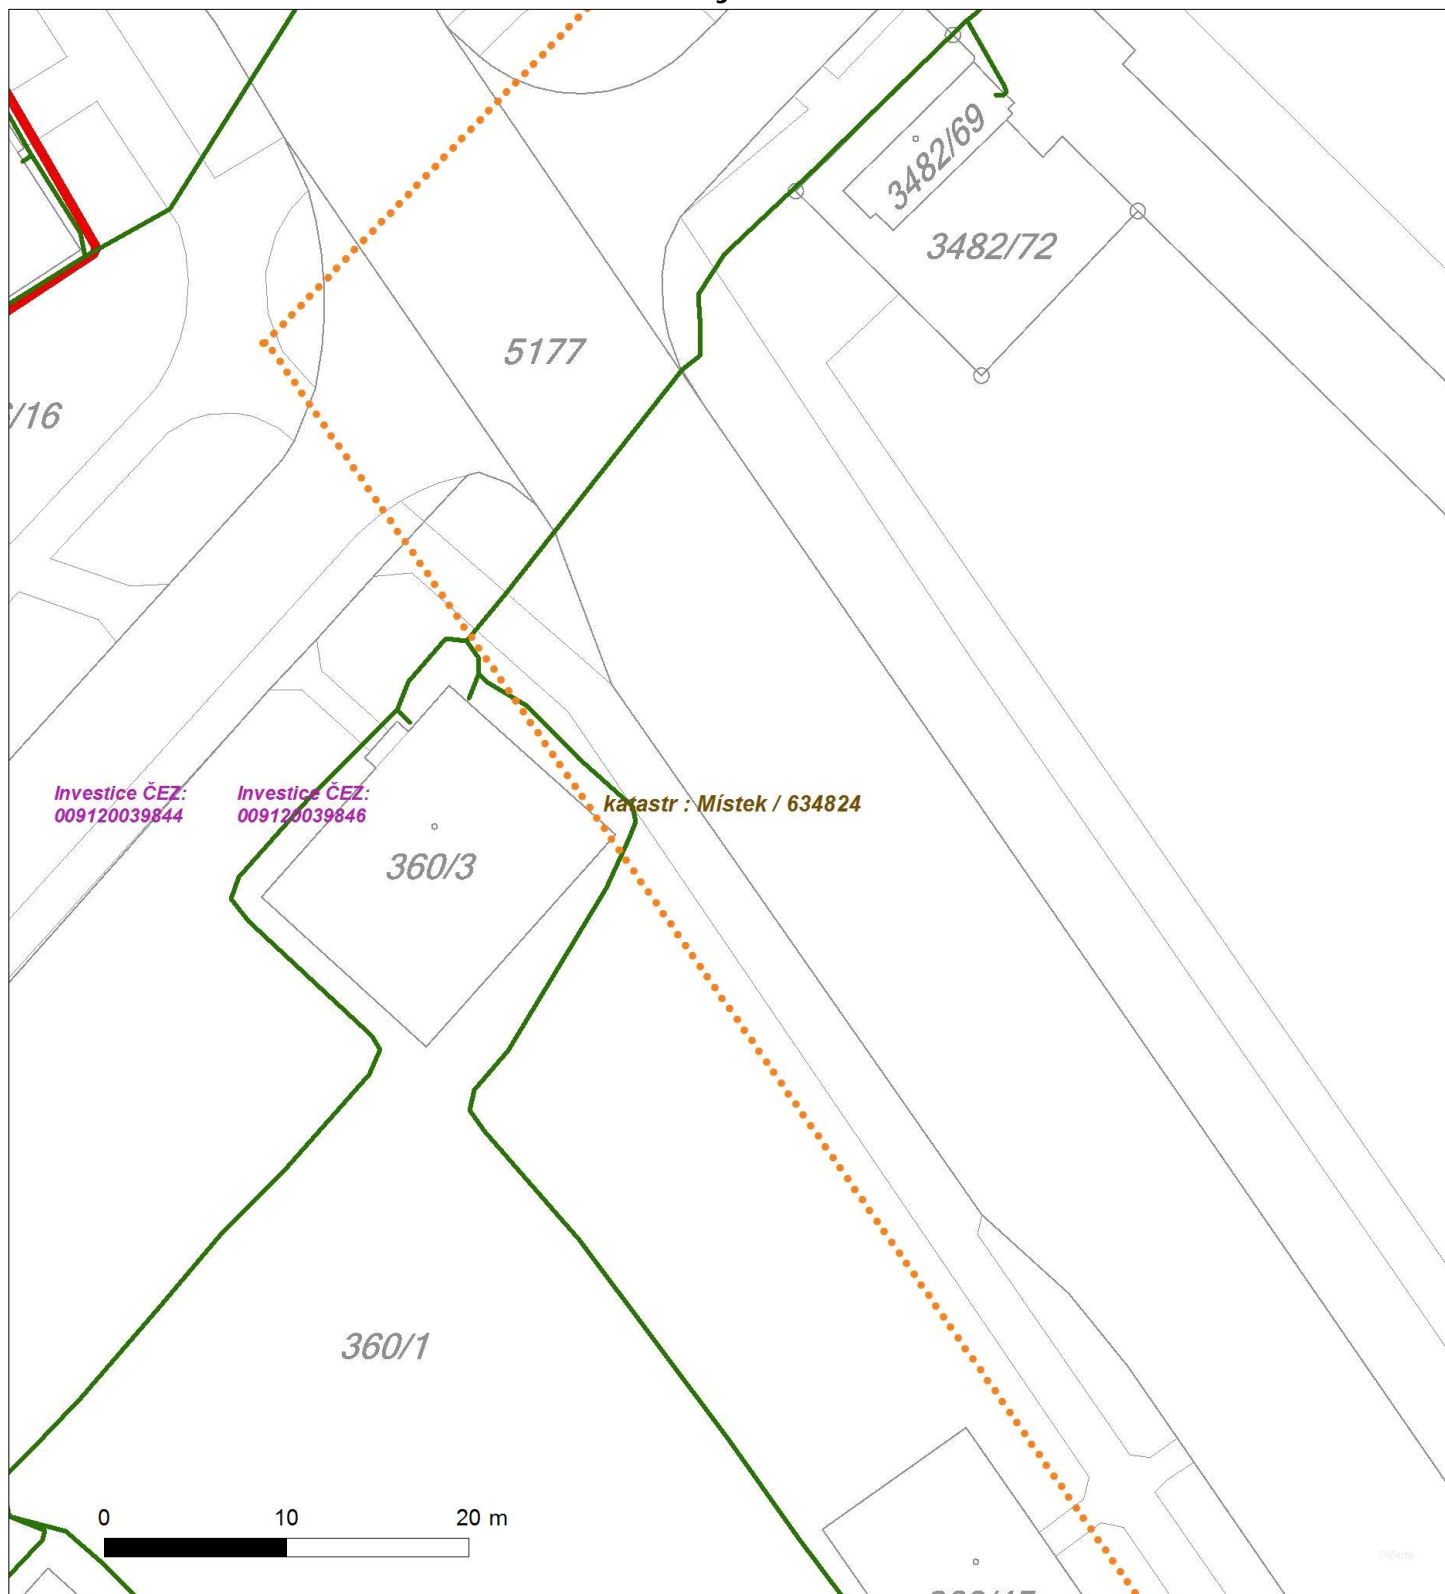 3482/69
3482/72
5177
/16
Investice ČEZ:
009120039844
Investice ČEZ:
009120039846
katastr : Místek / 634824
360/3
360/1
0 10 20 m